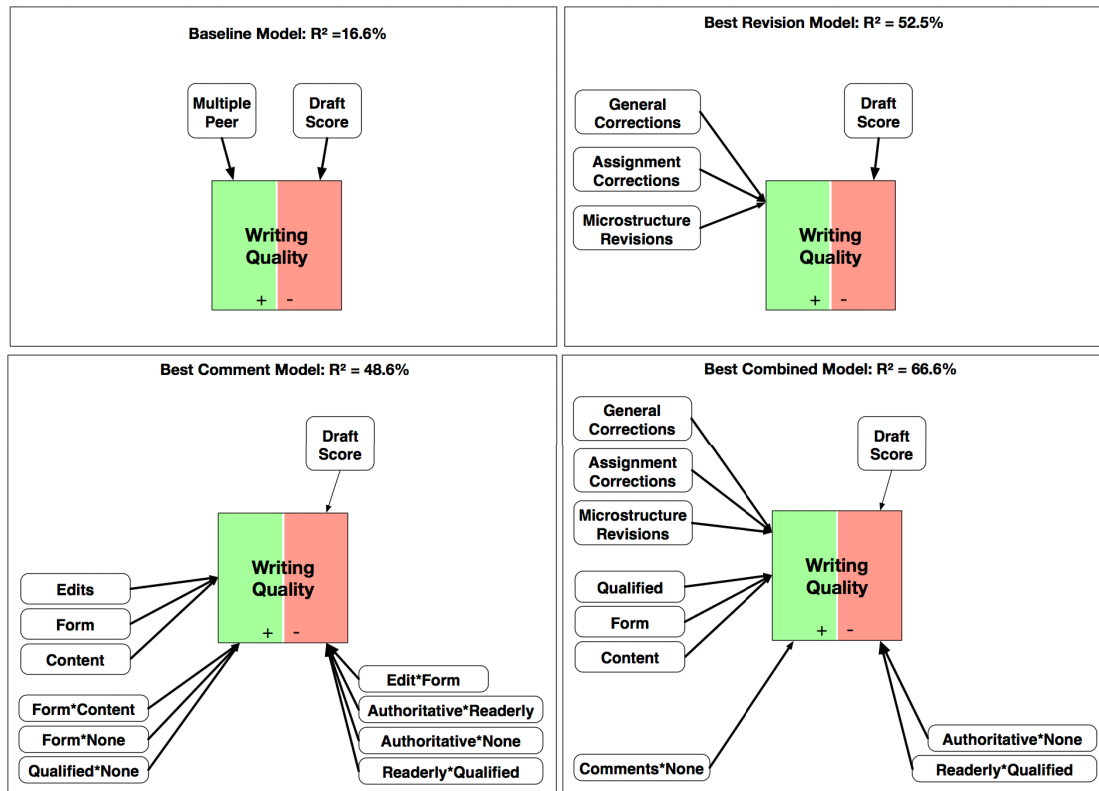 Baseline Model: R² =16.6%
Multiple
Peer
Draft
Score
Writing
Quality
+ -
Best Revision Model: R² = 52.5%
General
Corrections
Assignment
Corrections
Microstructure
Revisions
Draft
Score
Writing
Quality
+ -
Best Comment Model: R² = 48.6%
Draft
Score
Writing
Quality
+ -
Edits
Form
Content
Form*Content
Form*None
Qualified*None
Edit*Form
Authoritative*Readerly
Authoritative*None
Readerly*Qualified
Best Combined Model: R² = 66.6%
General
Corrections
Assignment
Corrections
Microstructure
Revisions
Draft
Score
Writing
Quality
+ -
Qualified
Form
Content
Comments*None
Authoritative*None
Readerly*Qualified